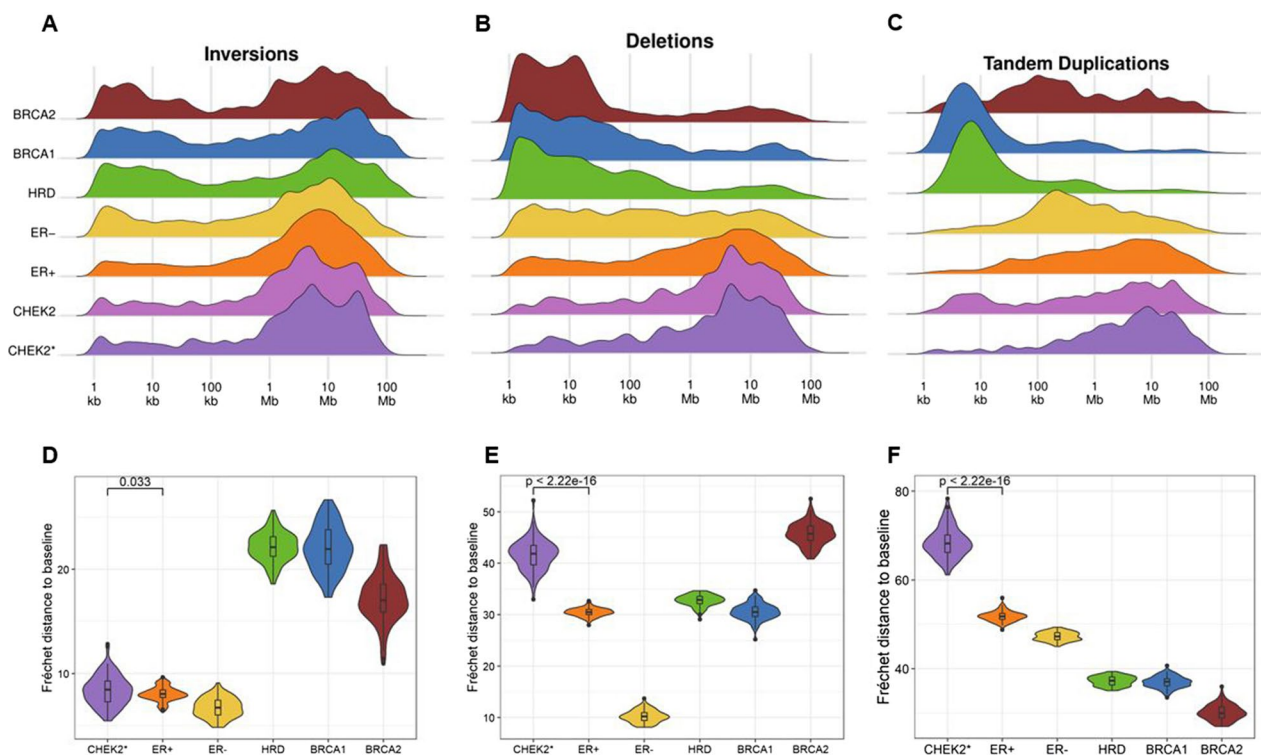 A
Inversions
BRCA2
BRCA1
HRD
ER−
ER+
CHEK2
CHEK2*
1
kb
10
kb
100
kb
1
Mb
10
Mb
100
Mb
B
Deletions
1
kb
10
kb
100
kb
1
Mb
10
Mb
100
Mb
C
Tandem Duplications
1
kb
10
kb
100
kb
1
Mb
10
Mb
100
Mb
D
Fréchet distance to baseline
20
10
0.033
CHEK2*
ER+
ER-
HRD
BRCA1
BRCA2
E
Fréchet distance to baseline
50
40
30
20
10
p < 2.22e-16
CHEK2*
ER+
ER-
HRD
BRCA1
BRCA2
F
Fréchet distance to baseline
80
60
40
p < 2.22e-16
CHEK2*
ER+
ER-
HRD
BRCA1
BRCA2